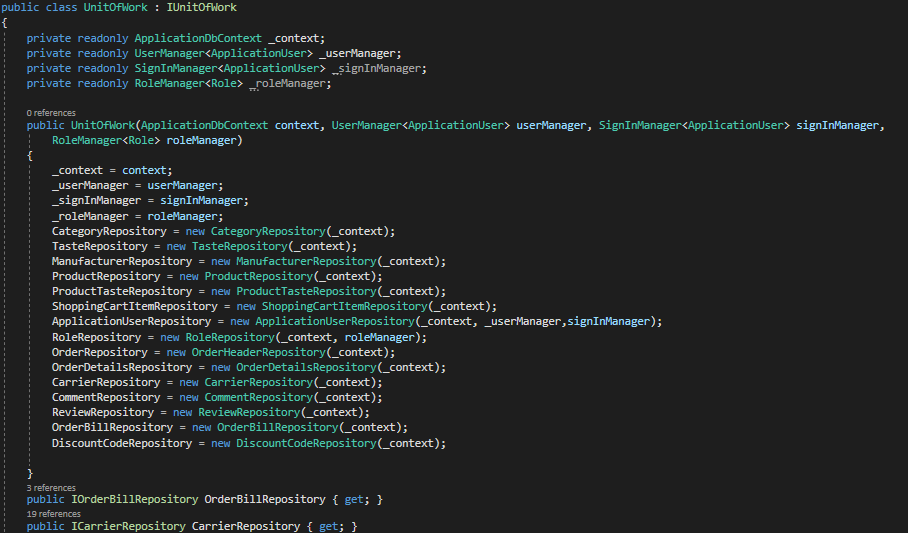 public class UnitOfWork : IUnitOfWork
{
private readonly ApplicationDbContext _context;
private readonly UserManager<ApplicationUser> _userManager;
private readonly SignInManager<ApplicationUser> _signInManager;
private readonly RoleManager<Role> _roleManager;
0 references
public UnitOfWork(ApplicationDbContext context, UserManager<ApplicationUser> userManager, SignInManager<ApplicationUser> signInManager,
RoleManager<Role> roleManager)
{
_context = context;
_userManager = userManager;
_signInManager = signInManager;
_roleManager = roleManager;
CategoryRepository = new CategoryRepository(_context);
TasteRepository = new TasteRepository(_context);
ManufacturerRepository = new ManufacturerRepository(_context);
ProductRepository = new ProductRepository(_context);
ProductTasteRepository = new ProductTasteRepository(_context);
ShoppingCartItemRepository = new ShoppingCartItemRepository(_context);
ApplicationUserRepository = new ApplicationUserRepository(_context, _userManager,signInManager);
RoleRepository = new RoleRepository(_context, roleManager);
OrderRepository = new OrderHeaderRepository(_context);
OrderDetailsRepository = new OrderDetailsRepository(_context);
CarrierRepository = new CarrierRepository(_context);
CommentRepository = new CommentRepository(_context);
ReviewRepository = new ReviewRepository(_context);
OrderBillRepository = new OrderBillRepository(_context);
DiscountCodeRepository = new DiscountCodeRepository(_context);
}
3 references
public IOrderBillRepository OrderBillRepository { get; }
19 references
public ICarrierRepository CarrierRepository { get; }